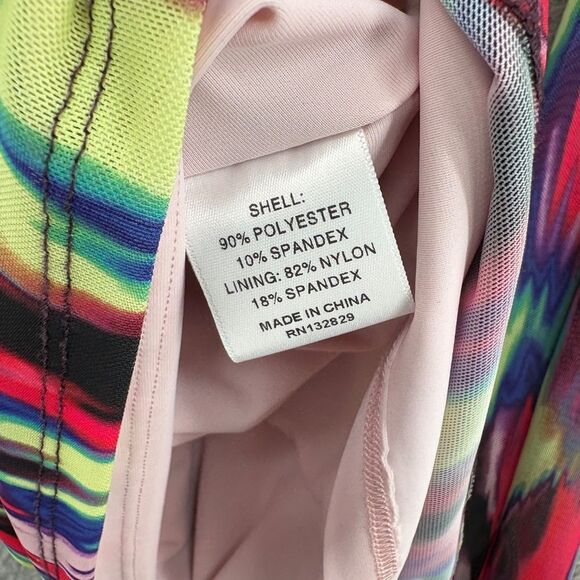 SHELL:
90% POLYESTER
10% SPANDEX
LINING: 82% NYLON
18% SPANDEX
MADE IN CHINA
RN132829